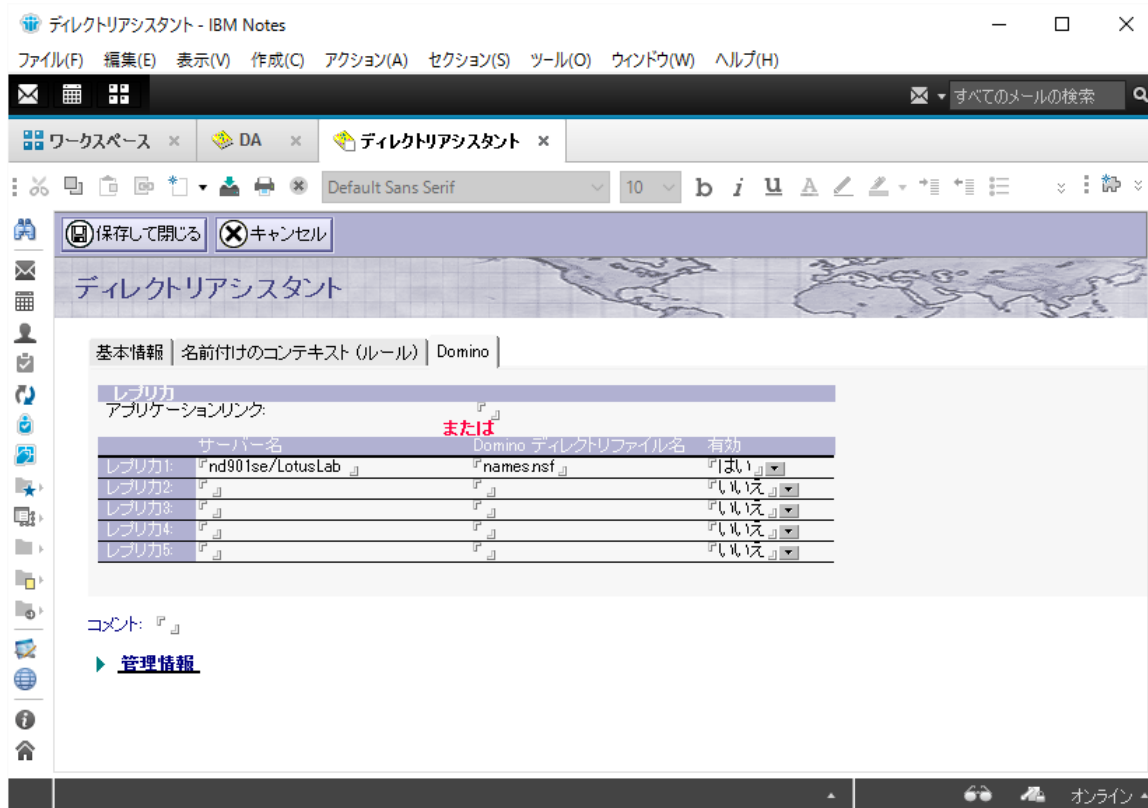 ディレクトリアシスタント - IBM Notes
ファイル(F) 編集(E) 表示(V) 作成(C) アクション(A) セクション(S) ツール(O) ウィンドウ(W) ヘルプ(H)
すべてのメールの検索
ワークスペース DA ディレクトリアシスタント
Default Sans Serif 10 b i U A
保存して閉じる キャンセル
ディレクトリアシスタント
基本情報 名前付けのコンテキスト (ルール) Domino
レプリカ
アプリケーションリンク: 『 』
または
サーバー名 Domino ディレクトリファイル名 有効
レプリカ1: 『nd901se/LotusLab 』 『names.nsf 』 『はい 』
レプリカ2: 『 』 『 』 『いいえ 』
レプリカ3: 『 』 『 』 『いいえ 』
レプリカ4: 『 』 『 』 『いいえ 』
レプリカ5: 『 』 『 』 『いいえ 』
コメント: 『 』
管理情報
オンライン